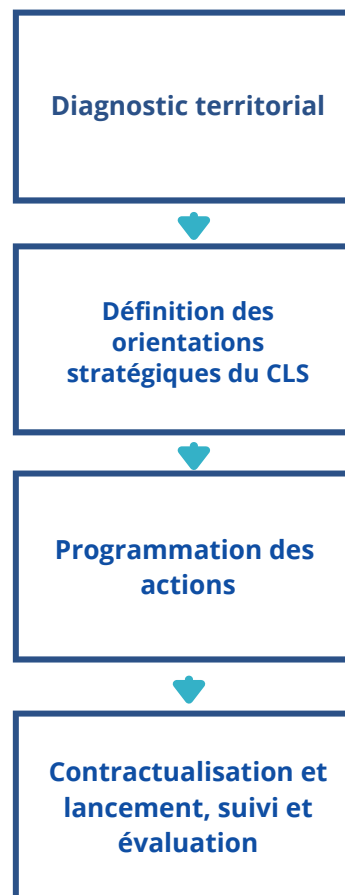 Diagnostic territorial
Définition des
orientations
stratégiques du CLS
Programmation des
actions
Contractualisation et
lancement, suivi et
évaluation